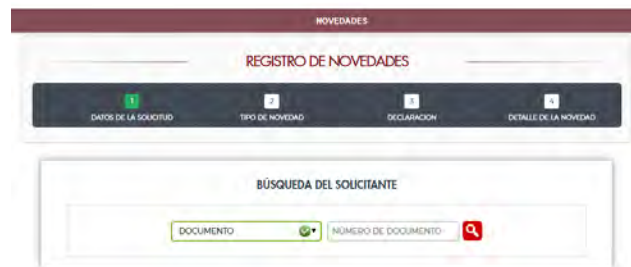 NOVEDADES
REGISTRO DE NOVEDADES
1 2 3 4
DATOS DE LA SOLICITUD TIPO DE NOVEDAD DECLARACION DETALLE DE LA NOVEDAD
BÚSQUEDA DEL SOLICITANTE
DOCUMENTO NÚMERO DE DOCUMENTO